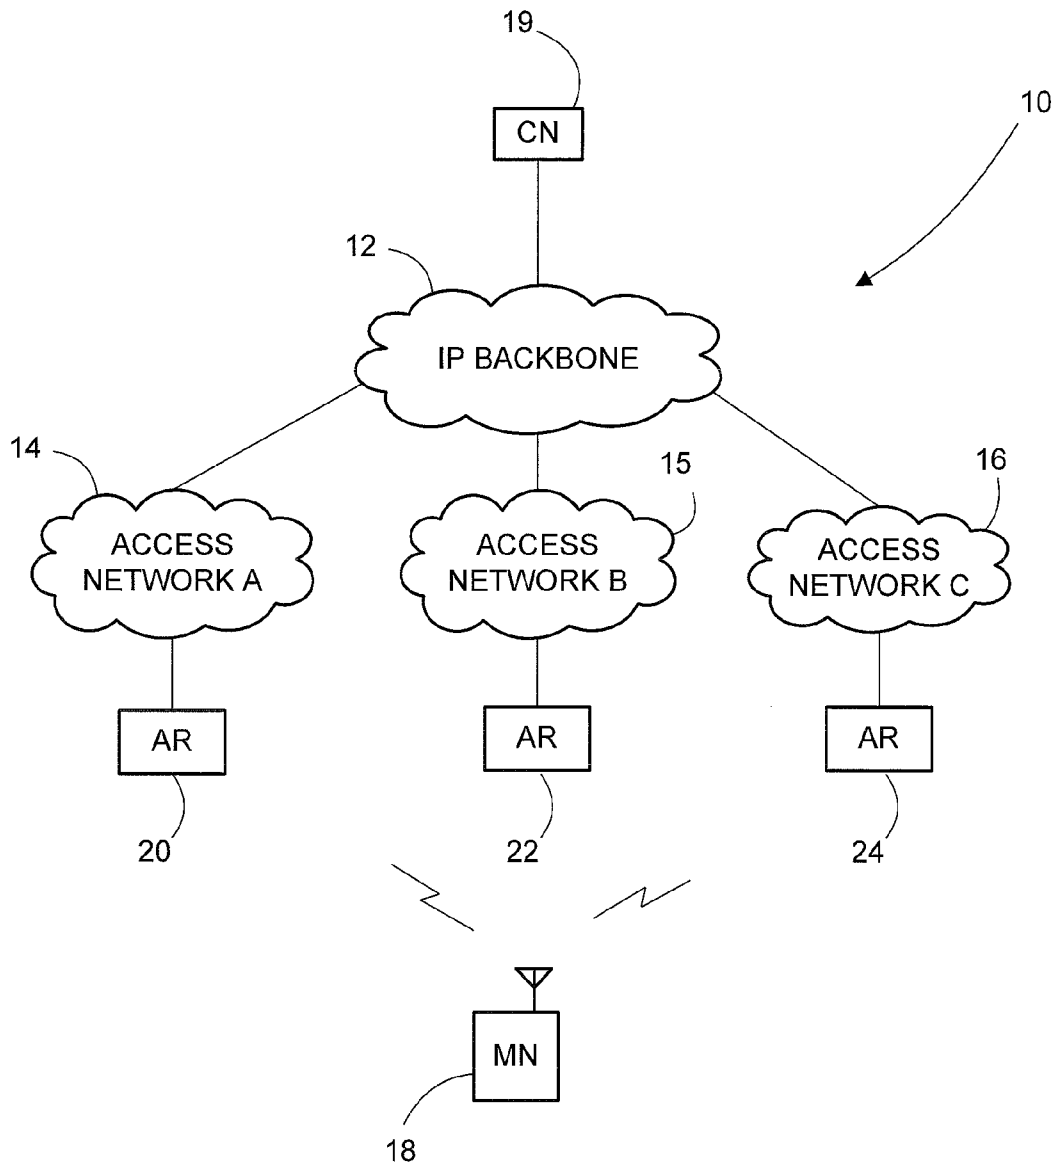 19
10
CN
12
IP BACKBONE
14
15
16
ACCESS
NETWORK A
ACCESS
NETWORK B
ACCESS
NETWORK C
AR
AR
AR
20
22
24
MN
18